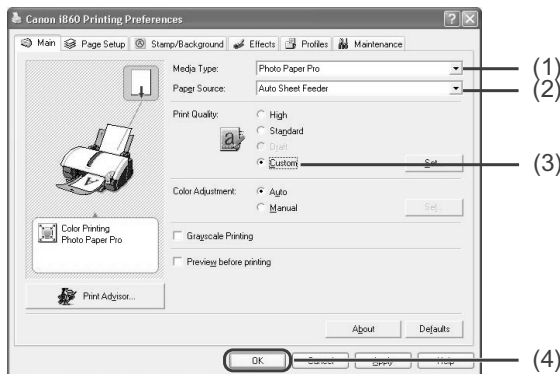 Canon i860 Printing Preferences
Main Page Setup Stamp/Background Effects Profiles Maintenance
Media Type: Photo Paper Pro (1)
Paper Source: Auto Sheet Feeder (2)
Print Quality: High
Standard
Draft
Custom Set... (3)
Color Adjustment: Auto
Manual Set...
Color Printing
Photo Paper Pro
Grayscale Printing
Preview before printing
Print Advisor...
About Defaults
OK Cancel Apply Help (4)